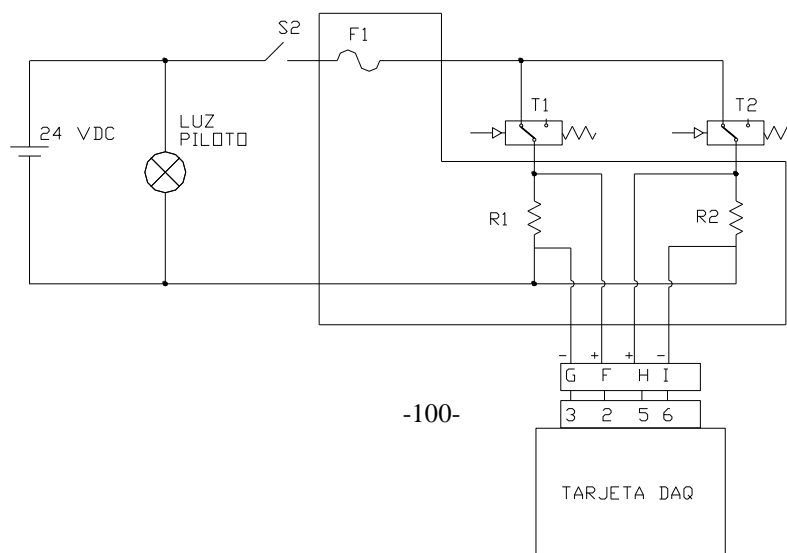 S2
F1
T1
T2
24 VDC
LUZ
PILOTO
R1
R2
- + + -
G F H I
-100-
3 2 5 6
TARJETA DAQ